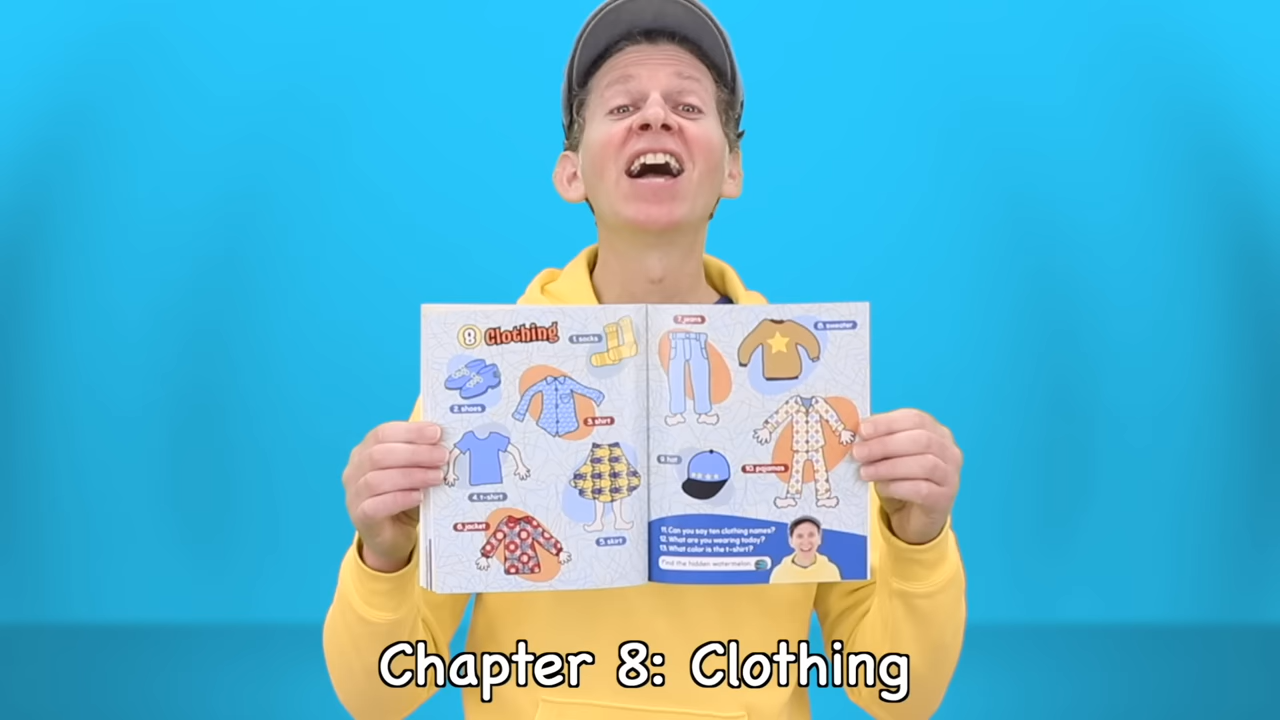 8 Clothing
1. socks
2. shoes
3. shirt
4. t-shirt
5. skirt
6. jacket
7. jeans
8. sweater
9. hat
10. pajamas
11. Can you say ten clothing names?
12. What are you wearing today?
13. What color is the t-shirt?
Find the hidden watermelon.
Chapter 8: Clothing